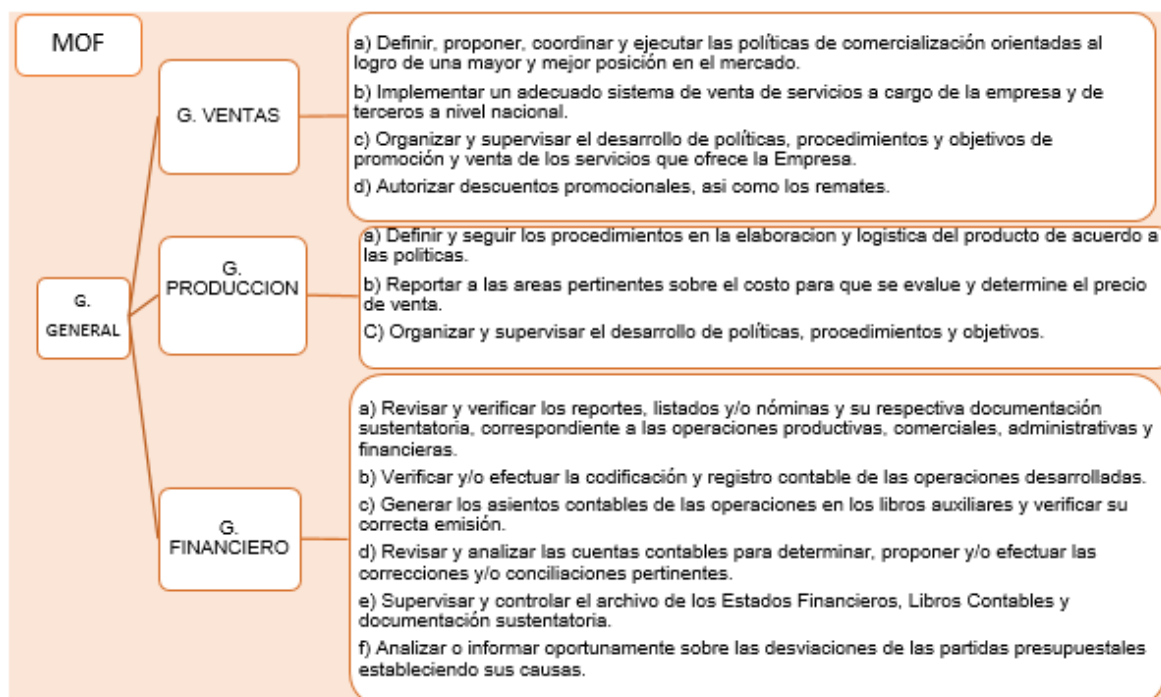 MOF
G. VENTAS
a) Definir, proponer, coordinar y ejecutar las políticas de comercialización orientadas al
logro de una mayor y mejor posición en el mercado.
b) Implementar un adecuado sistema de venta de servicios a cargo de la empresa y de
terceros a nivel nacional.
c) Organizar y supervisar el desarrollo de políticas, procedimientos y objetivos de
promoción y venta de los servicios que ofrece la Empresa.
d) Autorizar descuentos promocionales, asi como los remates.
G.
GENERAL
G.
PRODUCCION
a) Definir y seguir los procedimientos en la elaboracion y logistica del producto de acuerdo a
las politicas.
b) Reportar a las areas pertinentes sobre el costo para que se evalue y determine el precio
de venta.
C) Organizar y supervisar el desarrollo de políticas, procedimientos y objetivos.
G.
FINANCIERO
a) Revisar y verificar los reportes, listados y/o nóminas y su respectiva documentación
sustentatoria, correspondiente a las operaciones productivas, comerciales, administrativas y
financieras.
b) Verificar y/o efectuar la codificación y registro contable de las operaciones desarrolladas.
c) Generar los asientos contables de las operaciones en los libros auxiliares y verificar su
correcta emisión.
d) Revisar y analizar las cuentas contables para determinar, proponer y/o efectuar las
correcciones y/o conciliaciones pertinentes.
e) Supervisar y controlar el archivo de los Estados Financieros, Libros Contables y
documentación sustentatoria.
f) Analizar o informar oportunamente sobre las desviaciones de las partidas presupuestales
estableciendo sus causas.